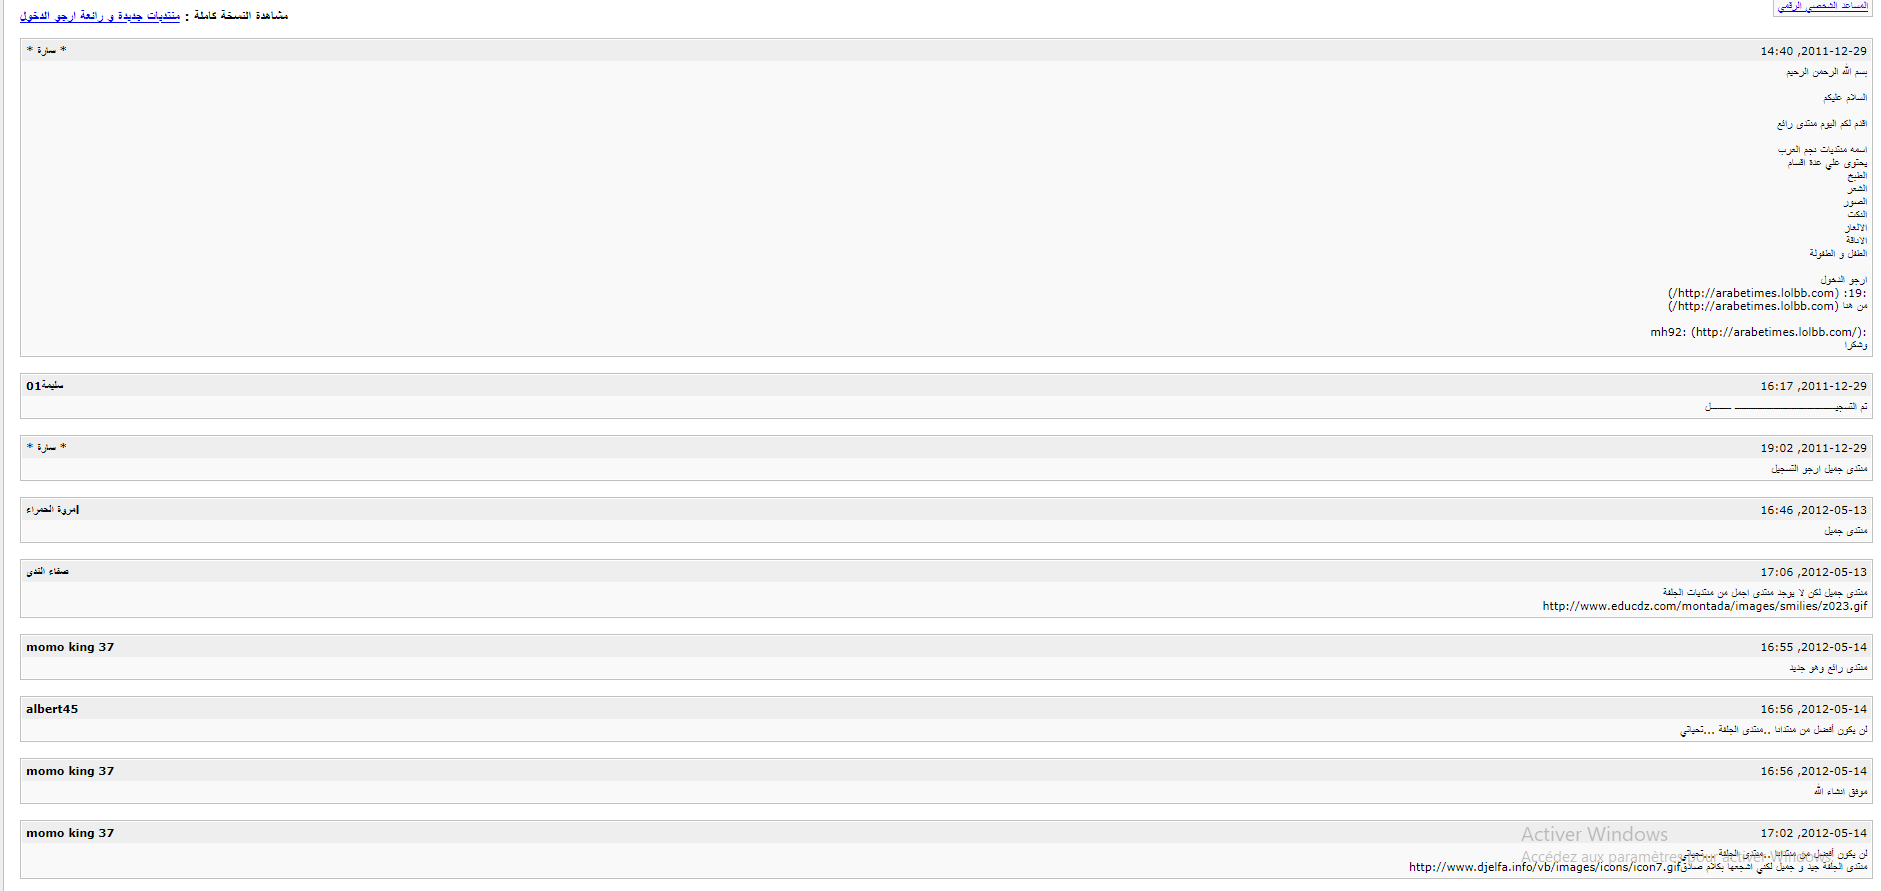 المساعد الشخصي الرقمي
مشاهدة النسخة كاملة : منتديات جديدة و رائعة ارجو الدخول
* سارة *
2011-12-29, 14:40
بسم الله الرحمن الرحيم
السلام عليكم
اقدم لكم اليوم منتدى رائع
اسمه منتديات نجم العرب
يحتوى علي عدة اقسام
الطبخ
الشعر
الصور
النكت
الالغاز
الاناقة
الطفل و الطفولة
ارجو الدخول
:19: (http://arabetimes.lolbb.com/)
من هنا (http://arabetimes.lolbb.com/)
:mh92: (http://arabetimes.lolbb.com/)
وشكرا
سليمة01
2011-12-29, 16:17
تم التسجيـــــــــــــــــــــــــــــــــ ـــــــل
* سارة *
2011-12-29, 19:02
منتدى جميل ارجو التسجيل
امروة الحمراء
2012-05-13, 16:46
منتدى جميل
صفاء الندى
2012-05-13, 17:06
منتدى جميل لكن لا يوجد منتدى اجمل من منتديات الجلفة
http://www.educdz.com/montada/images/smilies/z023.gif
momo king 37
2012-05-14, 16:55
منتدى رائع وهو جديد
albert45
2012-05-14, 16:56
لن يكون أفضل من منتدانا ..منتدى الجلفة ...تحياتي
momo king 37
2012-05-14, 16:56
موفق انشاء الله
momo king 37
2012-05-14, 17:02
لن يكون أفضل من منتدانا ..منتدى الجلفة ...تحياتي
منتدى الجلفة جيد و جميل لكني اشجعها بكلام صادقhttp://www.djelfa.info/vb/images/icons/icon7.gif
Activer Windows
Accédez aux paramètres pour activer Windows.